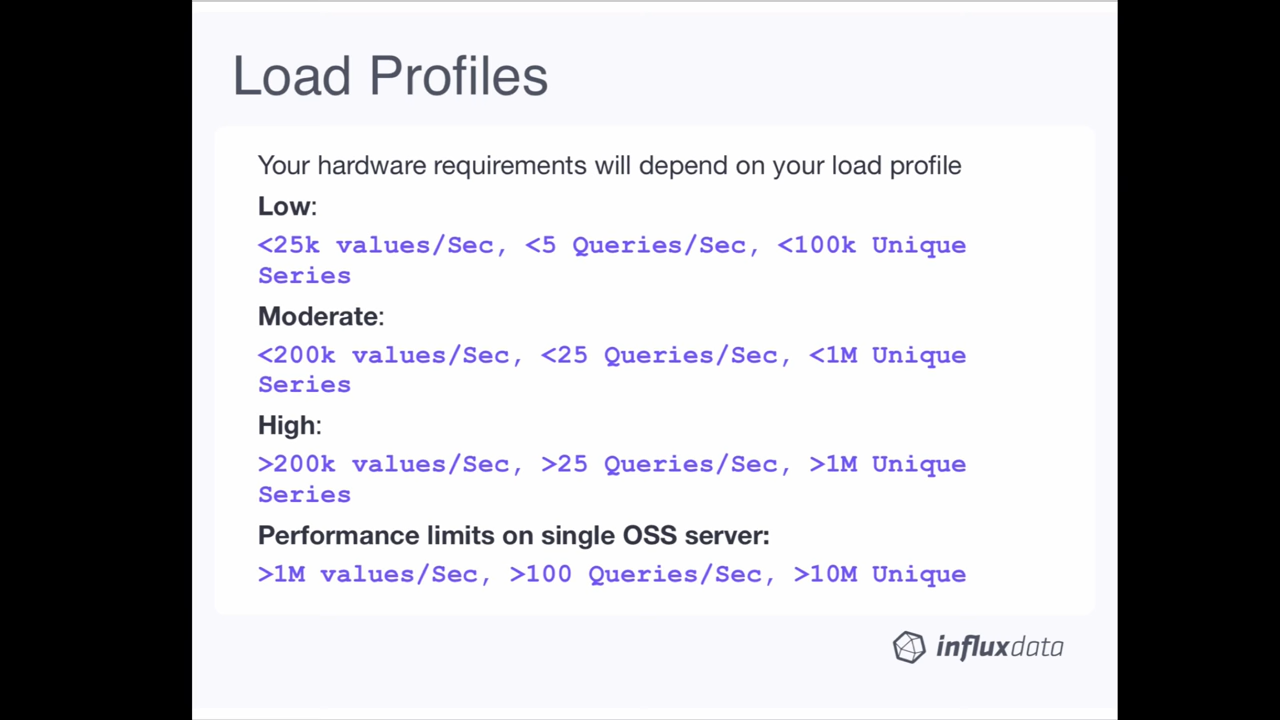 Load Profiles
Your hardware requirements will depend on your load profile
Low:
<25k values/Sec, <5 Queries/Sec, <100k Unique
Series
Moderate:
<200k values/Sec, <25 Queries/Sec, <1M Unique
Series
High:
>200k values/Sec, >25 Queries/Sec, >1M Unique
Series
Performance limits on single OSS server:
>1M values/Sec, >100 Queries/Sec, >10M Unique
influxdata